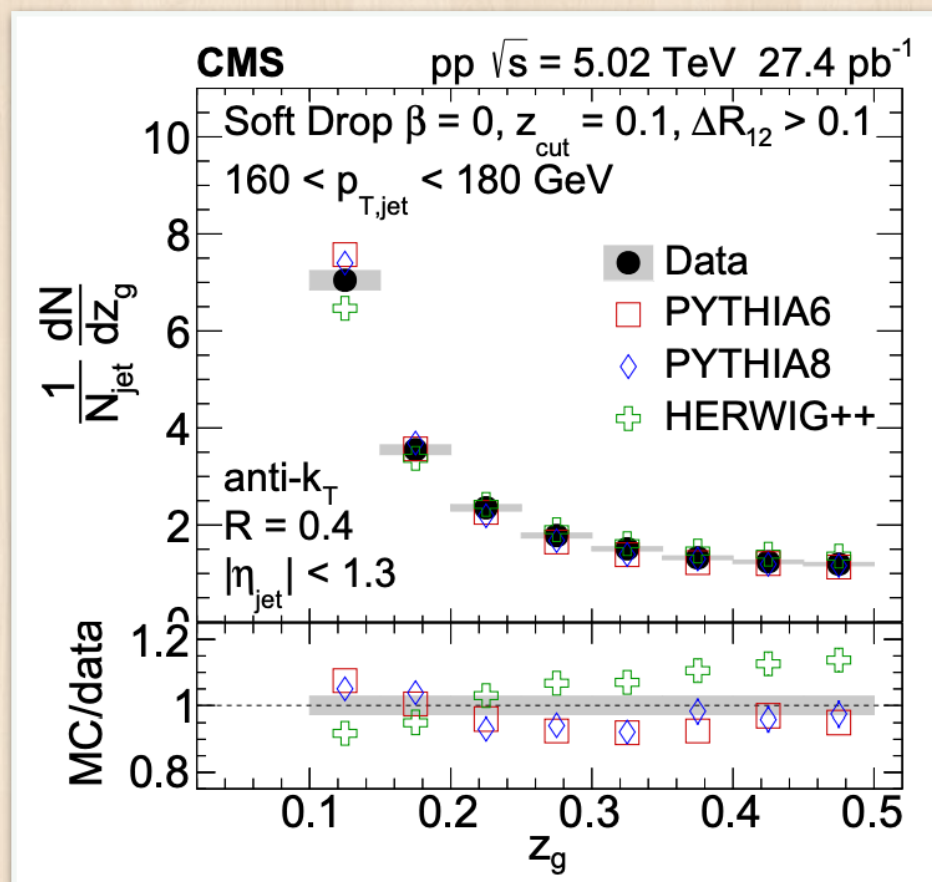 CMS pp √s = 5.02 TeV 27.4 pb⁻¹
Soft Drop β = 0, z_cut = 0.1, ΔR₁₂ > 0.1
160 < p_T,jet < 180 GeV
Data
PYTHIA6
PYTHIA8
HERWIG++
anti-k_T
R = 0.4
|η_jet| < 1.3
1/N_jet dN/dz_g
10
8
6
4
2
0
MC/data
1.2
1
0.8
0.1 0.2 0.3 0.4 0.5
z_g